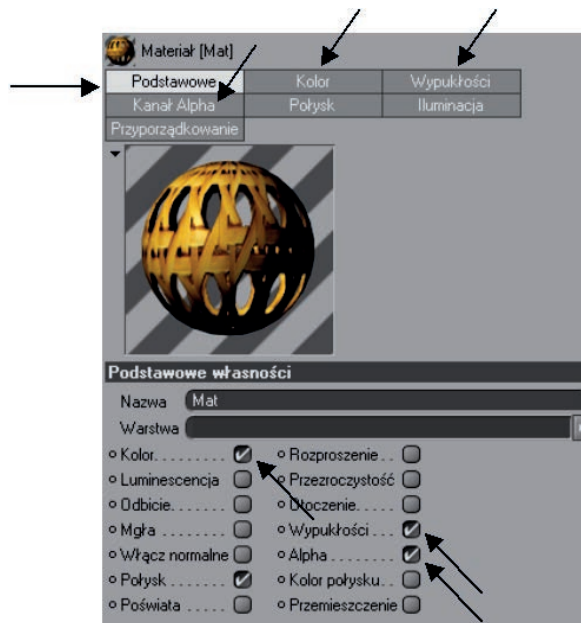 Materiał [Mat]
Podstawowe Kolor Wypukłości
Kanał Alpha Połysk Iluminacja
Przyporządkowanie
Podstawowe własności
Nazwa Mat
Warstwa
Kolor......... Rozproszenie..
Luminescencja Przezroczystość
Odbicie...... Otoczenie.....
Mgła ........ Wypukłości ...
Włącz normalne Alpha ........
Połysk ....... Kolor połysku..
Poświata ..... Przemieszczenie